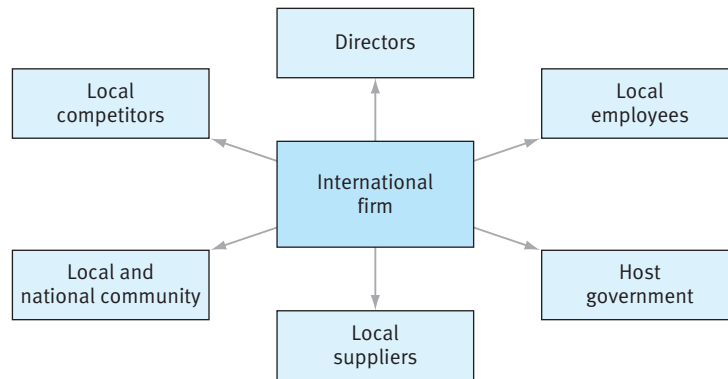 Directors
Local
competitors
Local
employees
International
firm
Local and
national community
Host
government
Local
suppliers